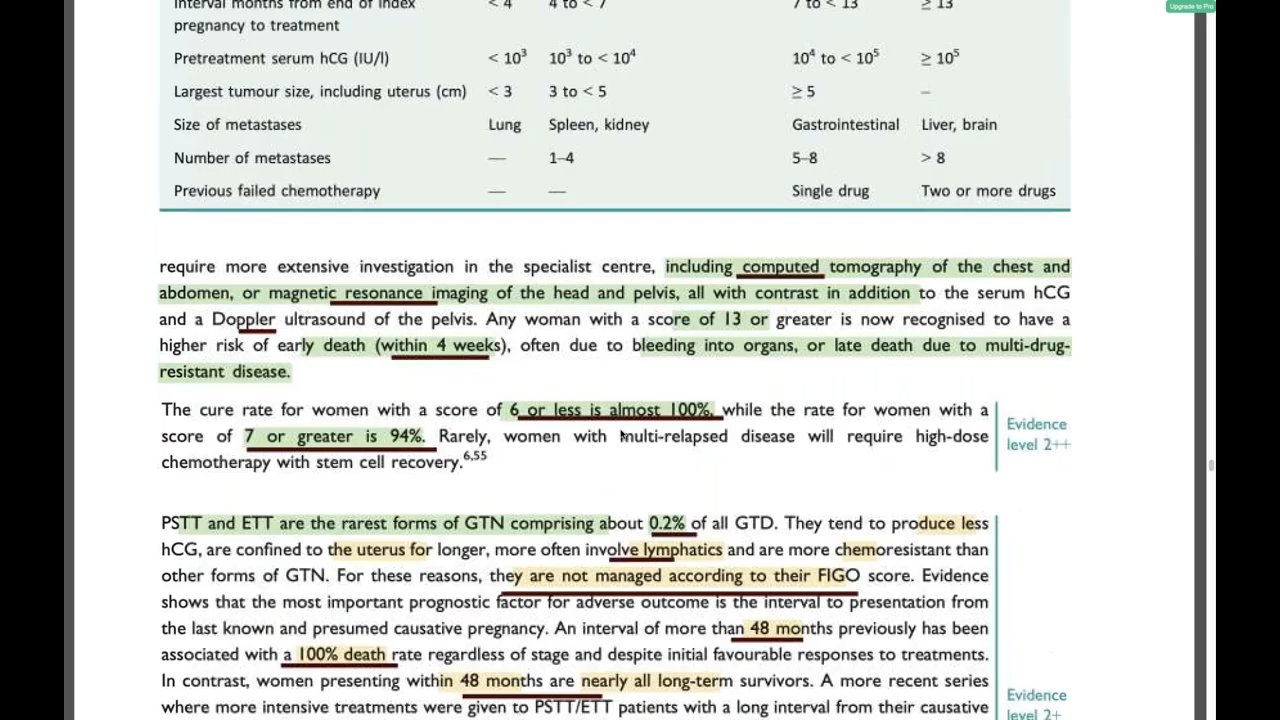 Upgrade to Pro
Interval months from end of index < 4 4 to < 7 7 to < 13 ≥ 13
pregnancy to treatment
Pretreatment serum hCG (IU/l) < 10³ 10³ to < 10⁴ 10⁴ to < 10⁵ ≥ 10⁵
Largest tumour size, including uterus (cm) < 3 3 to < 5 ≥ 5 –
Size of metastases Lung Spleen, kidney Gastrointestinal Liver, brain
Number of metastases — 1–4 5–8 > 8
Previous failed chemotherapy — — Single drug Two or more drugs
require more extensive investigation in the specialist centre, including computed tomography of the chest and
abdomen, or magnetic resonance imaging of the head and pelvis, all with contrast in addition to the serum hCG
and a Doppler ultrasound of the pelvis. Any woman with a score of 13 or greater is now recognised to have a
higher risk of early death (within 4 weeks), often due to bleeding into organs, or late death due to multi-drug-
resistant disease.
The cure rate for women with a score of 6 or less is almost 100%, while the rate for women with a
score of 7 or greater is 94%. Rarely, women with multi-relapsed disease will require high-dose
chemotherapy with stem cell recovery.⁶,⁵⁵
Evidence
level 2++
PSTT and ETT are the rarest forms of GTN comprising about 0.2% of all GTD. They tend to produce less
hCG, are confined to the uterus for longer, more often involve lymphatics and are more chemoresistant than
other forms of GTN. For these reasons, they are not managed according to their FIGO score. Evidence
shows that the most important prognostic factor for adverse outcome is the interval to presentation from
the last known and presumed causative pregnancy. An interval of more than 48 months previously has been
associated with a 100% death rate regardless of stage and despite initial favourable responses to treatments.
In contrast, women presenting within 48 months are nearly all long-term survivors. A more recent series
where more intensive treatments were given to PSTT/ETT patients with a long interval from their causative
Evidence
level 2+